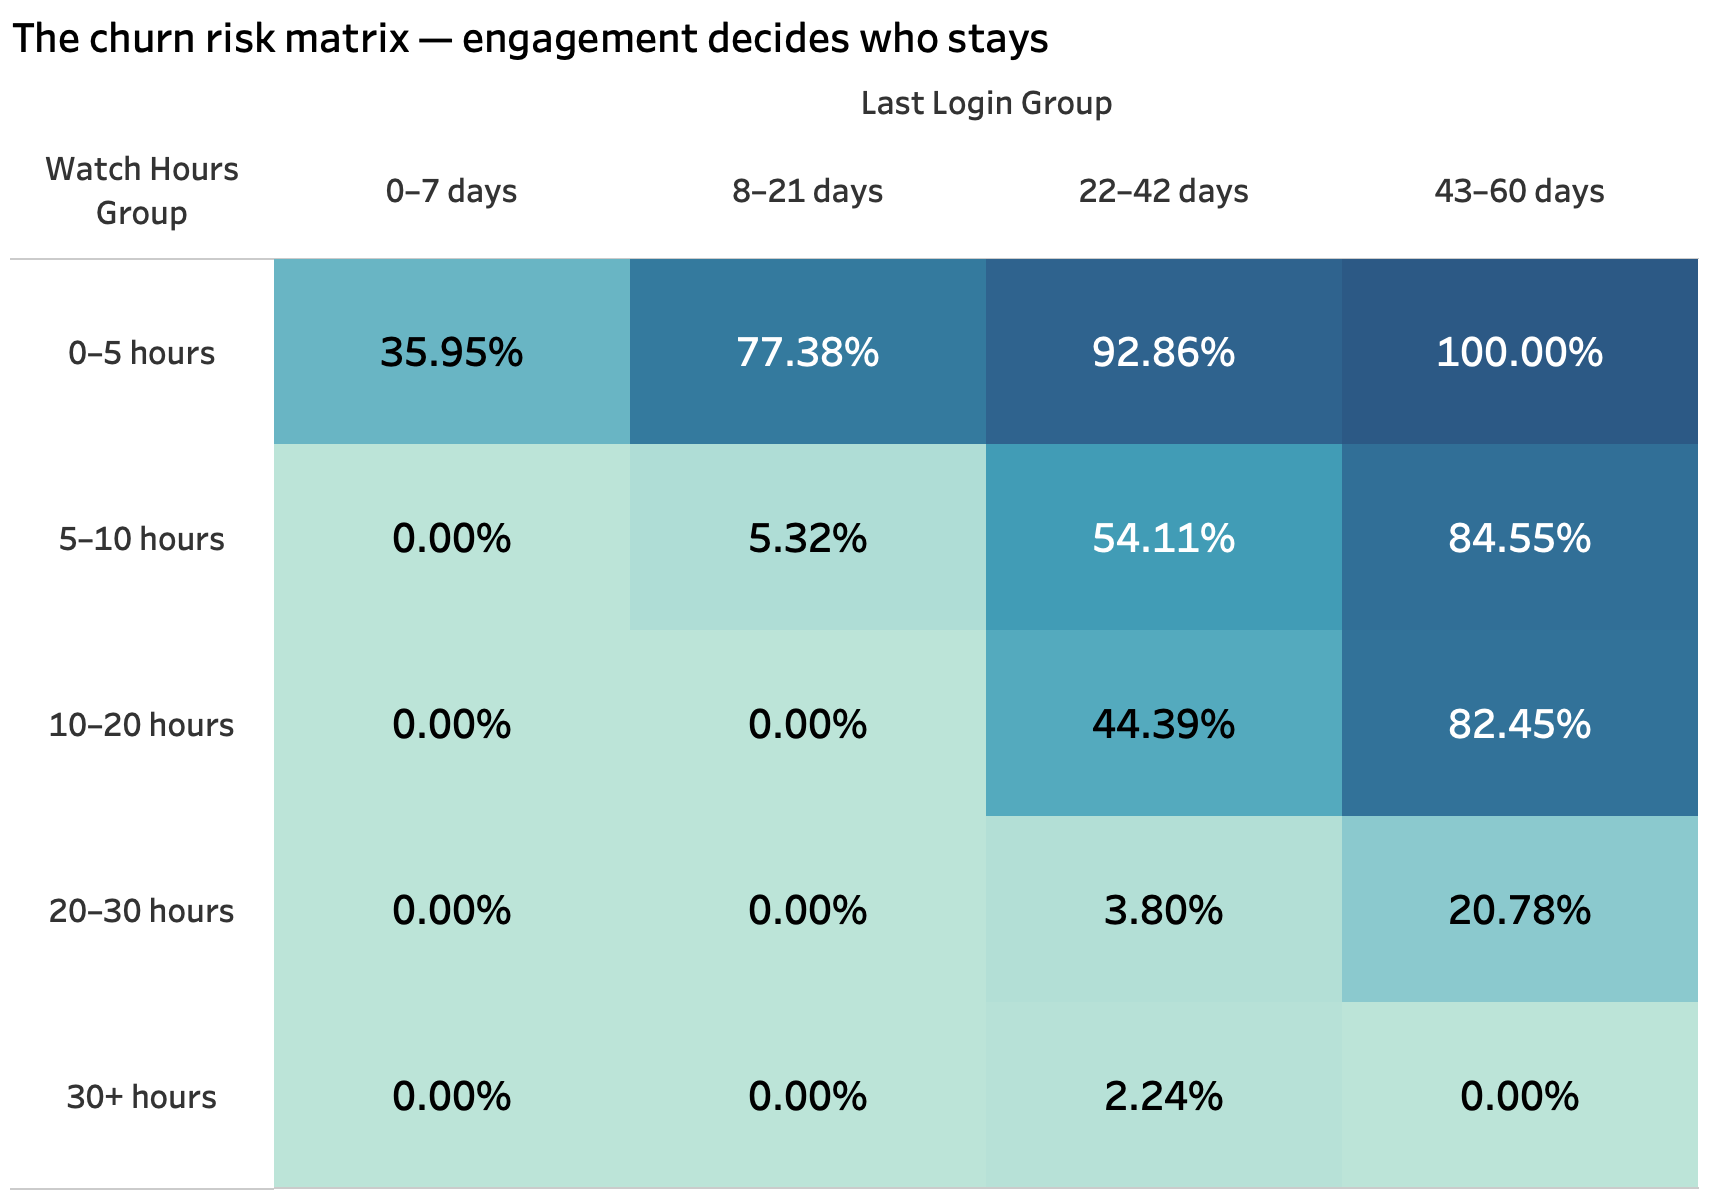 The churn risk matrix — engagement decides who stays
Last Login Group
Watch Hours
Group
0–7 days 8–21 days 22–42 days 43–60 days
0–5 hours 35.95% 77.38% 92.86% 100.00%
5–10 hours 0.00% 5.32% 54.11% 84.55%
10–20 hours 0.00% 0.00% 44.39% 82.45%
20–30 hours 0.00% 0.00% 3.80% 20.78%
30+ hours 0.00% 0.00% 2.24% 0.00%